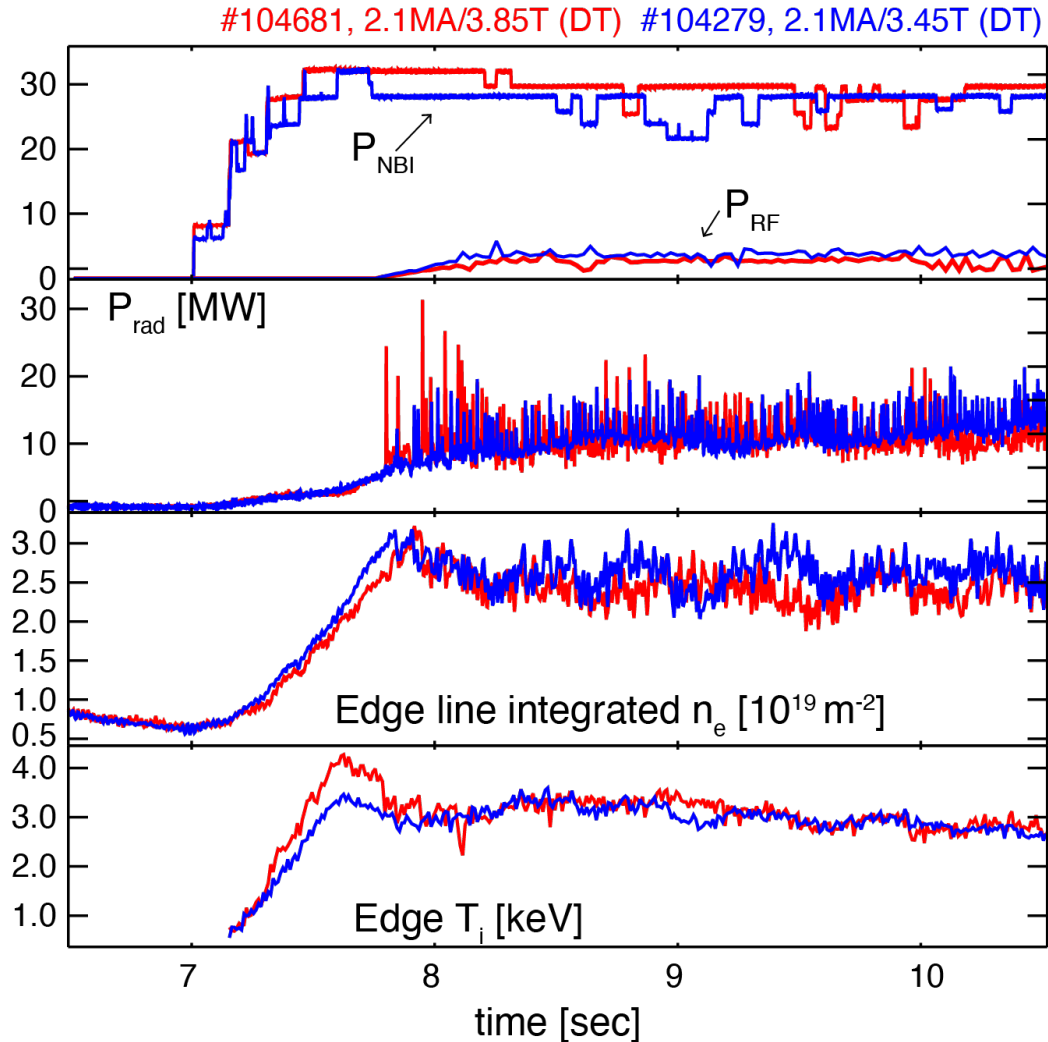 #104681, 2.1MA/3.85T (DT) #104279, 2.1MA/3.45T (DT)
30
20
10
0
P_NBI
P_RF
P_rad [MW]
30
20
10
0
3.0
2.5
2.0
1.5
1.0
0.5
Edge line integrated n_e [10^19 m^-2]
4.0
3.0
2.0
1.0
Edge T_i [keV]
7 8 9 10
time [sec]